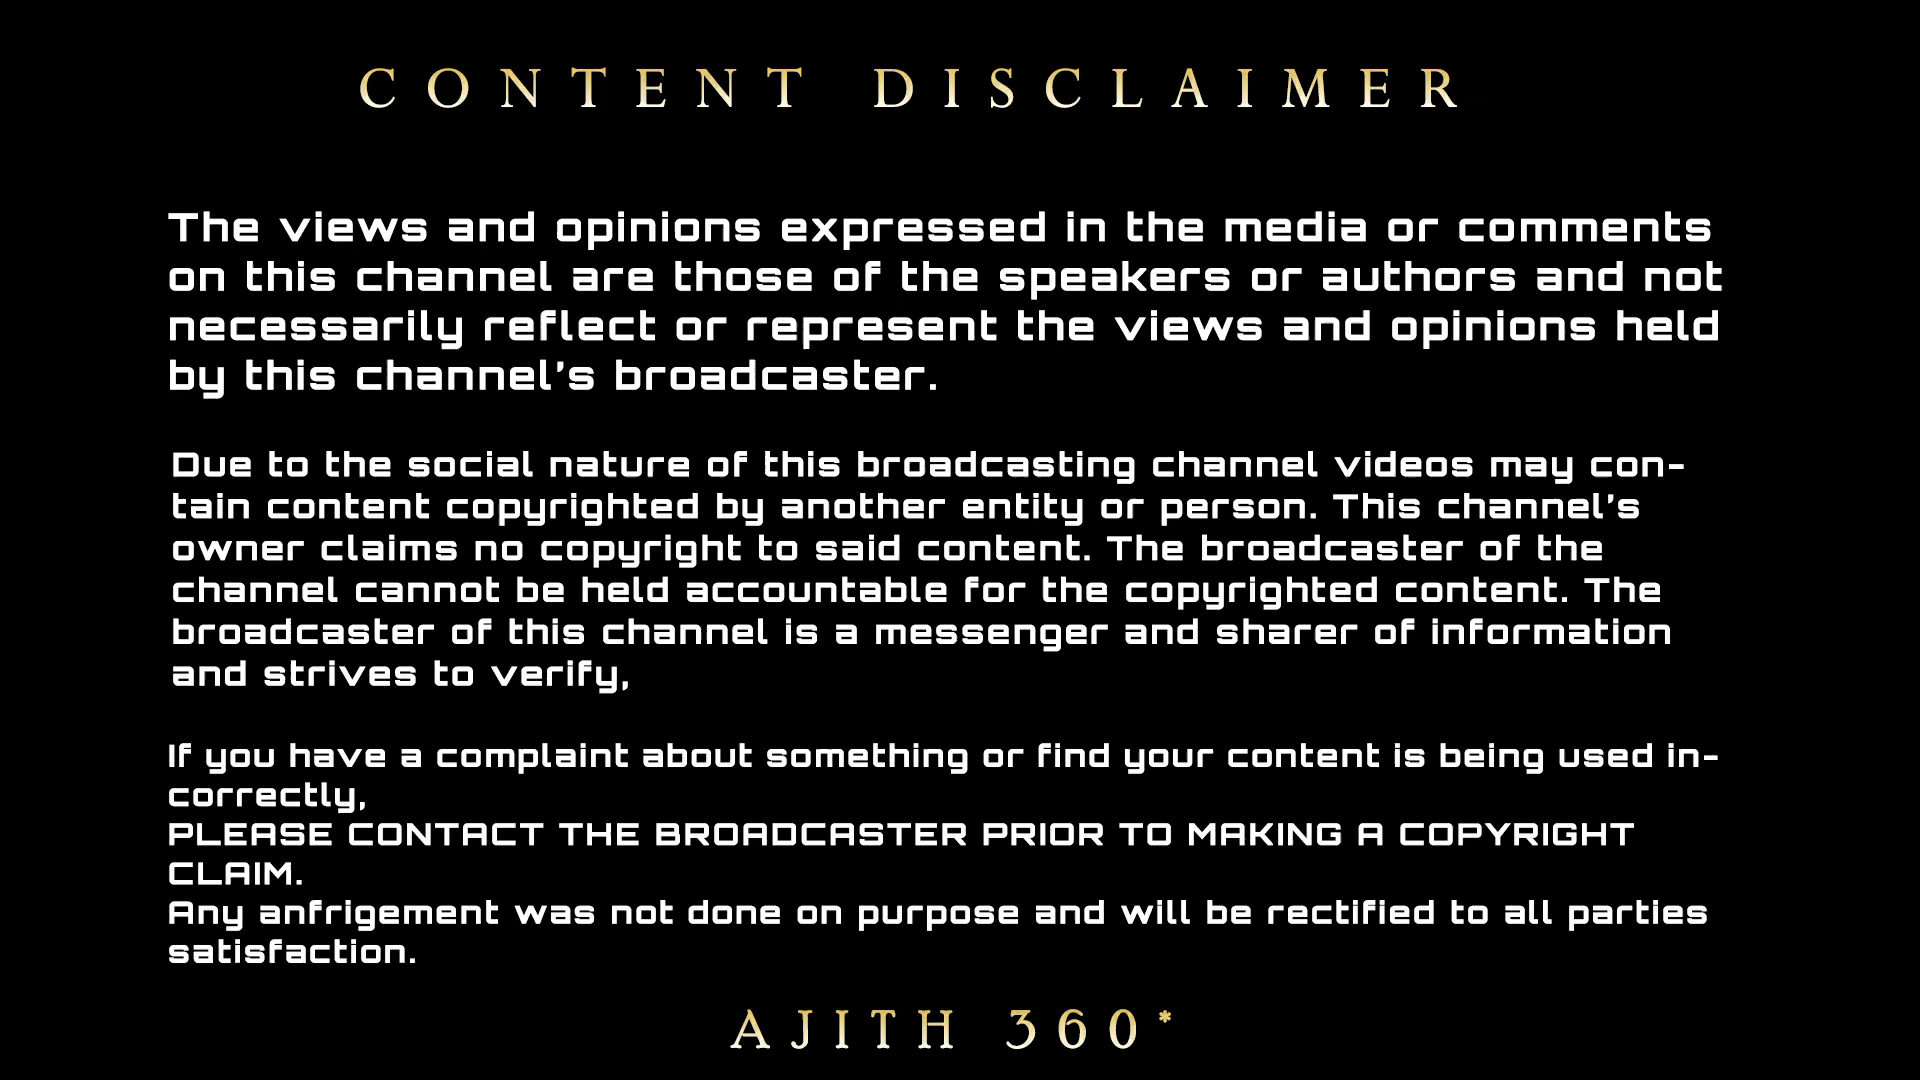 CONTENT DISCLAIMER
The views and opinions expressed in the media or comments
on this channel are those of the speakers or authors and not
necessarily reflect or represent the views and opinions held
by this channel's broadcaster.
Due to the social nature of this broadcasting channel videos may con-
tain content copyrighted by another entity or person. This channel's
owner claims no copyright to said content. The broadcaster of the
channel cannot be held accountable for the copyrighted content. The
broadcaster of this channel is a messenger and sharer of information
and strives to verify,
If you have a complaint about something or find your content is being used in-
correctly,
PLEASE CONTACT THE BROADCASTER PRIOR TO MAKING A COPYRIGHT
CLAIM.
Any anfrigement was not done on purpose and will be rectified to all parties
satisfaction.
AJITH 360*